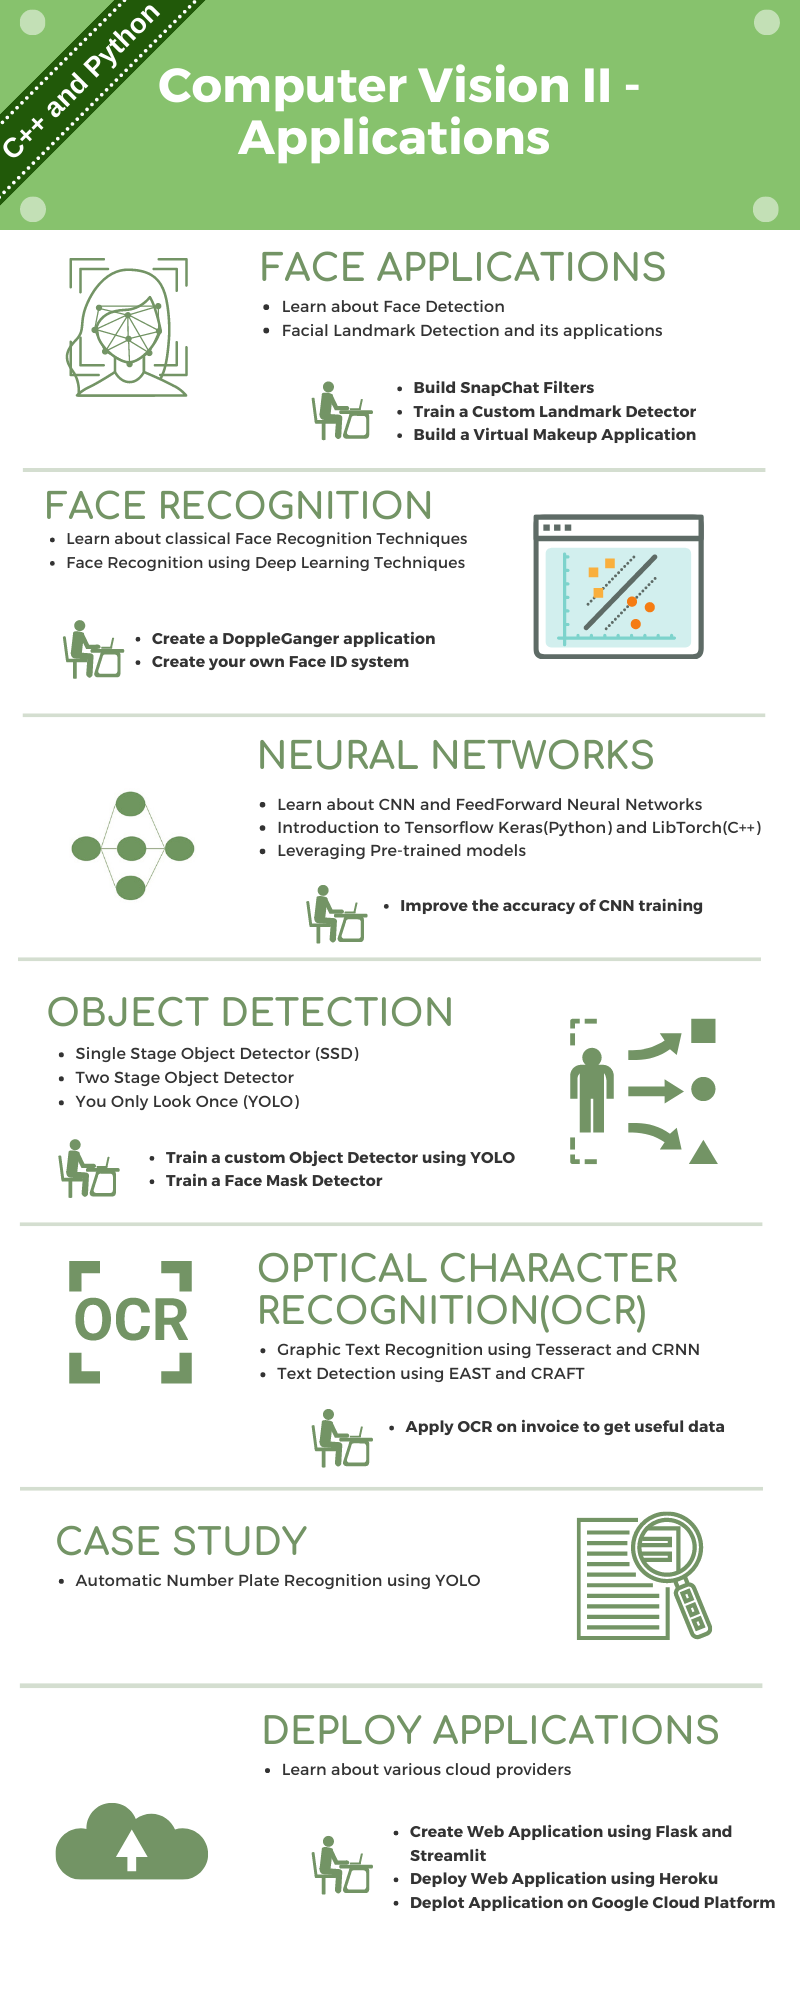 C++ and Python
Computer Vision II -
Applications
FACE APPLICATIONS
• Learn about Face Detection
• Facial Landmark Detection and its applications
• Build SnapChat Filters
• Train a Custom Landmark Detector
• Build a Virtual Makeup Application
FACE RECOGNITION
• Learn about classical Face Recognition Techniques
• Face Recognition using Deep Learning Techniques
• Create a DoppleGanger application
• Create your own Face ID system
NEURAL NETWORKS
• Learn about CNN and FeedForward Neural Networks
• Introduction to Tensorflow Keras(Python) and LibTorch(C++)
• Leveraging Pre-trained models
• Improve the accuracy of CNN training
OBJECT DETECTION
• Single Stage Object Detector (SSD)
• Two Stage Object Detector
• You Only Look Once (YOLO)
• Train a custom Object Detector using YOLO
• Train a Face Mask Detector
OCR
OPTICAL CHARACTER
RECOGNITION(OCR)
• Graphic Text Recognition using Tesseract and CRNN
• Text Detection using EAST and CRAFT
• Apply OCR on invoice to get useful data
CASE STUDY
• Automatic Number Plate Recognition using YOLO
DEPLOY APPLICATIONS
• Learn about various cloud providers
• Create Web Application using Flask and
Streamlit
• Deploy Web Application using Heroku
• Deplot Application on Google Cloud Platform